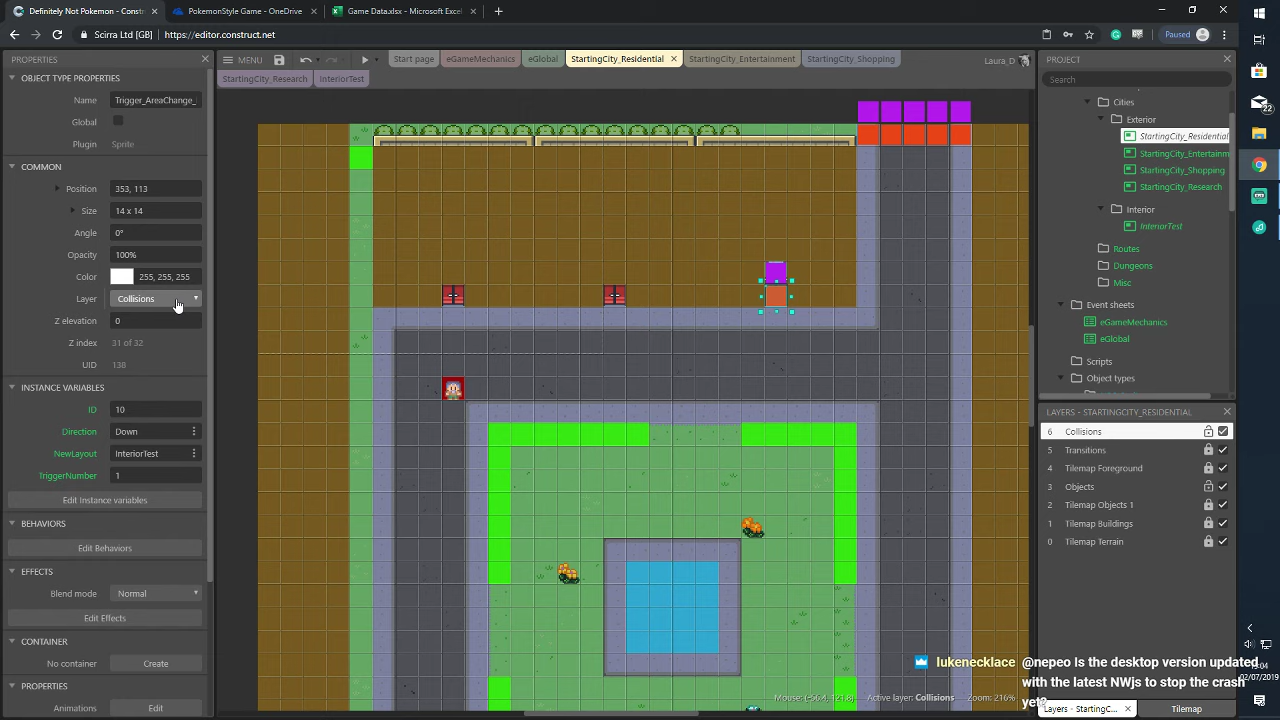 Definitely Not Pokemon - Constr
PokemonStyle Game - OneDrive
Game Data.xlsx - Microsoft Excel
Scirra Ltd [GB] | https://editor.construct.net
Paused
PROPERTIES
MENU
Start page
eGameMechanics
eGlobal
StartingCity_Residential
StartingCity_Entertainment
StartingCity_Shopping
Laura_D
PROJECT
StartingCity_Research
InteriorTest
Search
OBJECT TYPE PROPERTIES
Name Trigger_AreaChange_
Global
Plugin Sprite
COMMON
Position 353, 113
Size 14 x 14
Angle 0°
Opacity 100%
Color 255, 255, 255
Layer Collisions
Z elevation 0
Z index 31 of 32
UID 138
INSTANCE VARIABLES
ID 10
Direction Down
NewLayout InteriorTest
TriggerNumber 1
Edit Instance variables
BEHAVIORS
Edit Behaviors
EFFECTS
Blend mode Normal
Edit Effects
CONTAINER
No container Create
PROPERTIES
Animations Edit
Cities
Exterior
StartingCity_Residential
StartingCity_Entertainm
StartingCity_Shopping
StartingCity_Research
Interior
InteriorTest
Routes
Dungeons
Misc
Event sheets
eGameMechanics
eGlobal
Scripts
Object types
LAYERS - STARTINGCITY_RESIDENTIAL
6 Collisions
5 Transitions
4 Tilemap Foreground
3 Objects
2 Tilemap Objects 1
1 Tilemap Buildings
0 Tilemap Terrain
lukenecklace @nepeo Is the desktop version updated
with the latest NWjs to stop the crash
yet?
Mouse: (-56.4, 121.8) Active layer: Collisions Zoom: 216%
Layers - StartingC...
Tilemap
22